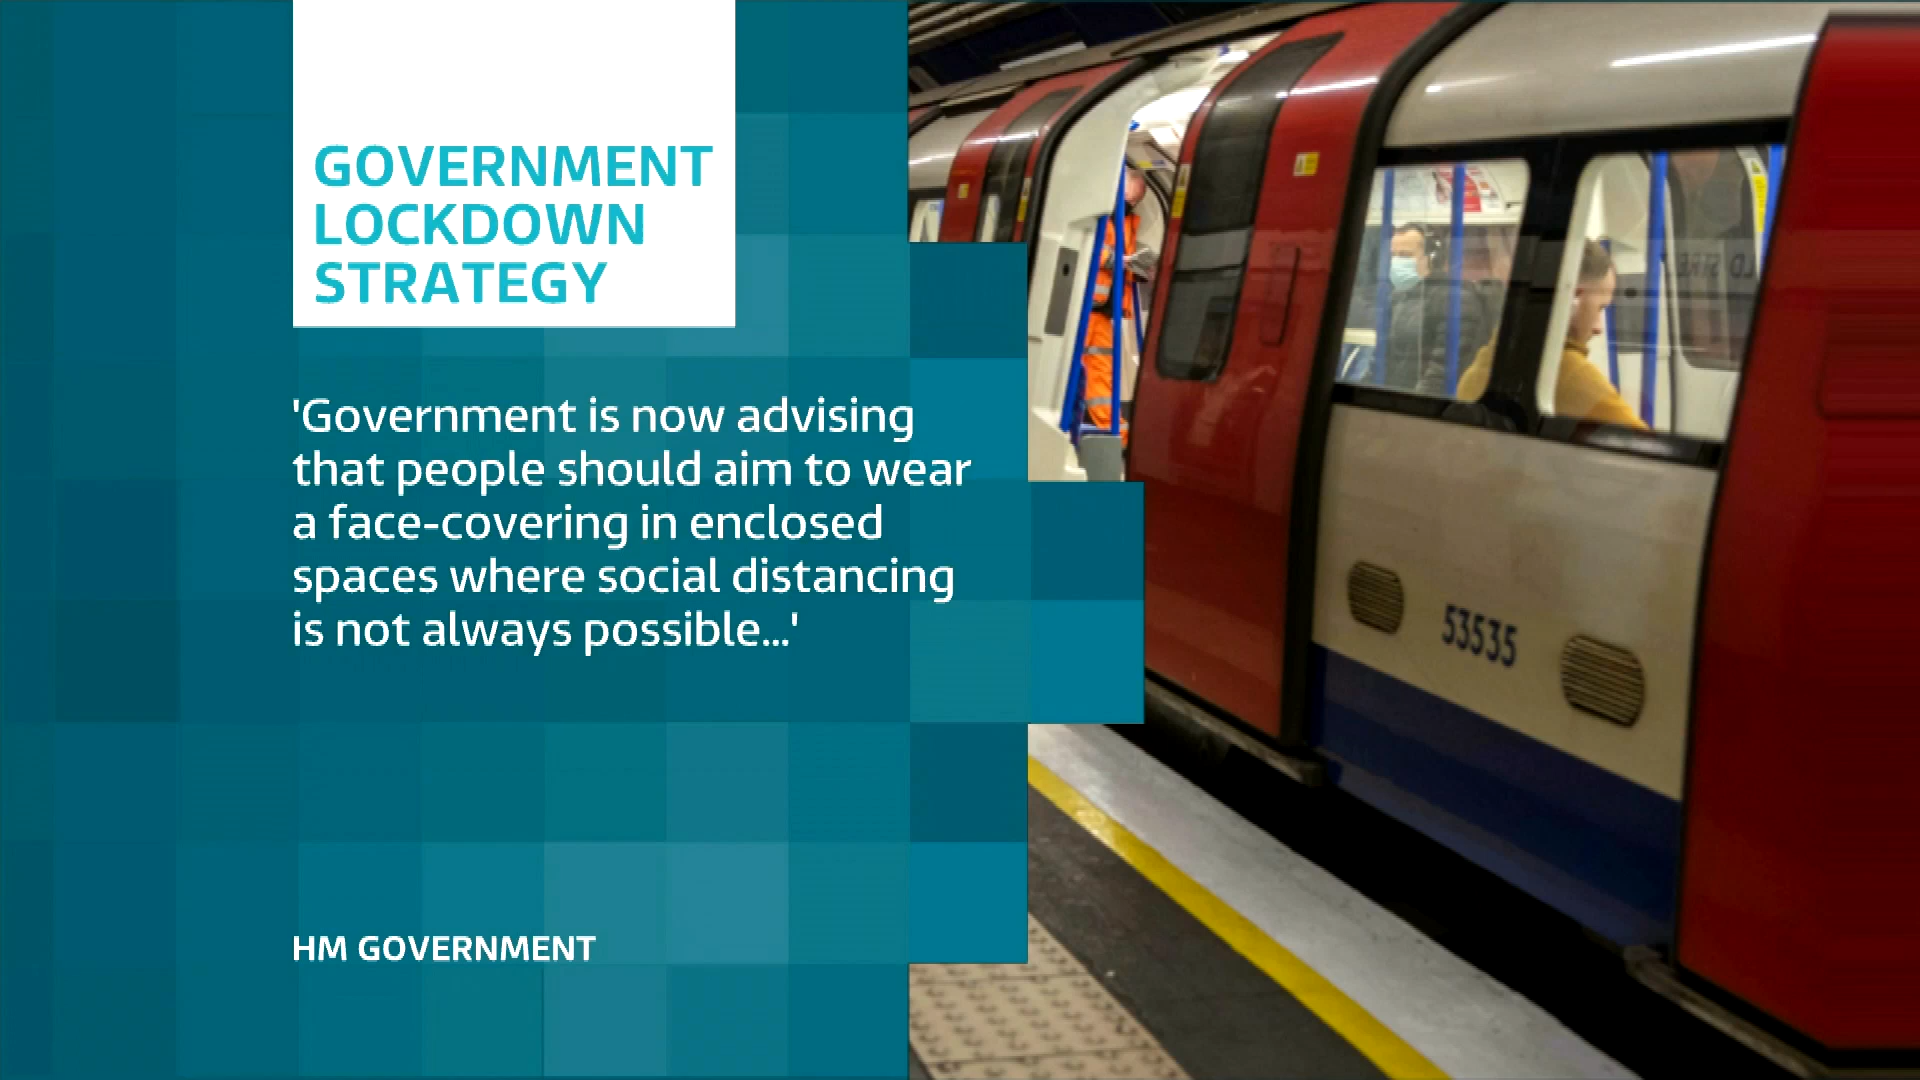 GOVERNMENT
LOCKDOWN
STRATEGY
'Government is now advising
that people should aim to wear
a face-covering in enclosed
spaces where social distancing
is not always possible...'
HM GOVERNMENT
53535